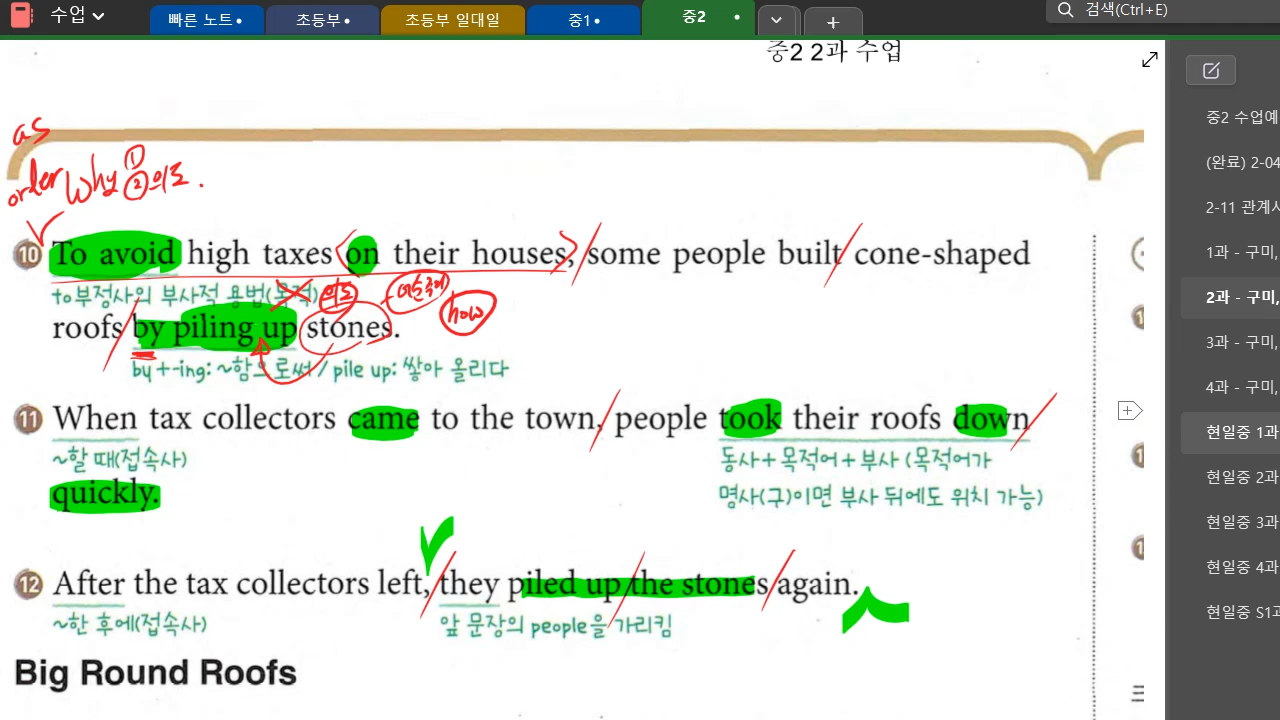 수업
빠른 노트•
초등부•
초등부 일대일
중1•
중2 •
검색(Ctrl+E)
중2 2과 수업
as
order Why ① ② 의도.
10 To avoid high taxes on their houses, some people built cone-shaped
to부정사의 부사적 용법(목적) 의도
how
roofs by piling up stones.
by+-ing: ~함으로써 / pile up: 쌓아 올리다
11 When tax collectors came to the town, people took their roofs down
~할 때(접속사)
동사+목적어+부사 (목적어가
명사(구)이면 부사 뒤에도 위치 가능)
quickly.
12 After the tax collectors left, they piled up the stones again.
~한 후에(접속사)
앞 문장의 people을 가리킴
Big Round Roofs
중2 수업예
(완료) 2-04
2-11 관계사
1과 - 구미,
2과 - 구미,
3과 - 구미,
4과 - 구미,
현일중 1과
현일중 2과
현일중 3과
현일중 4과
현일중 S1과